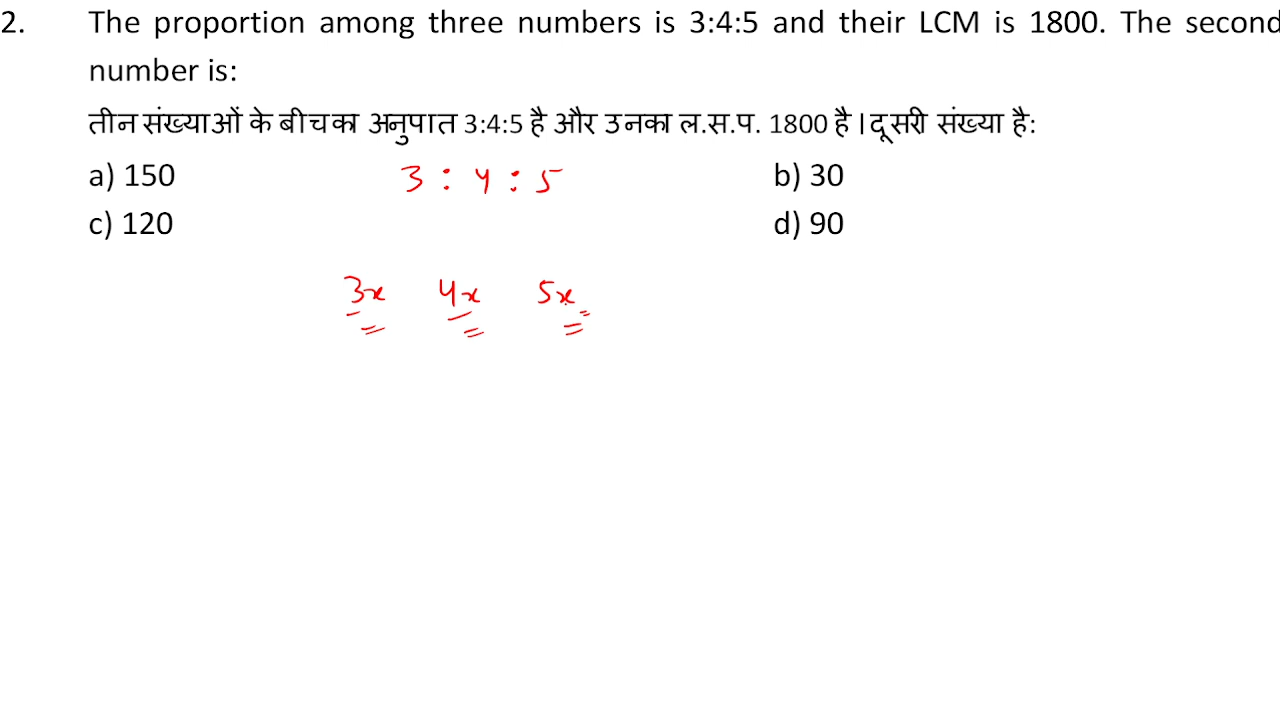 2. The proportion among three numbers is 3:4:5 and their LCM is 1800. The second
number is:
तीन संख्याओं के बीच का अनुपात 3:4:5 है और उनका ल.स.प. 1800 है। दूसरी संख्या है:
a) 150 3 : 4 : 5 b) 30
c) 120 d) 90
3x 4x 5x